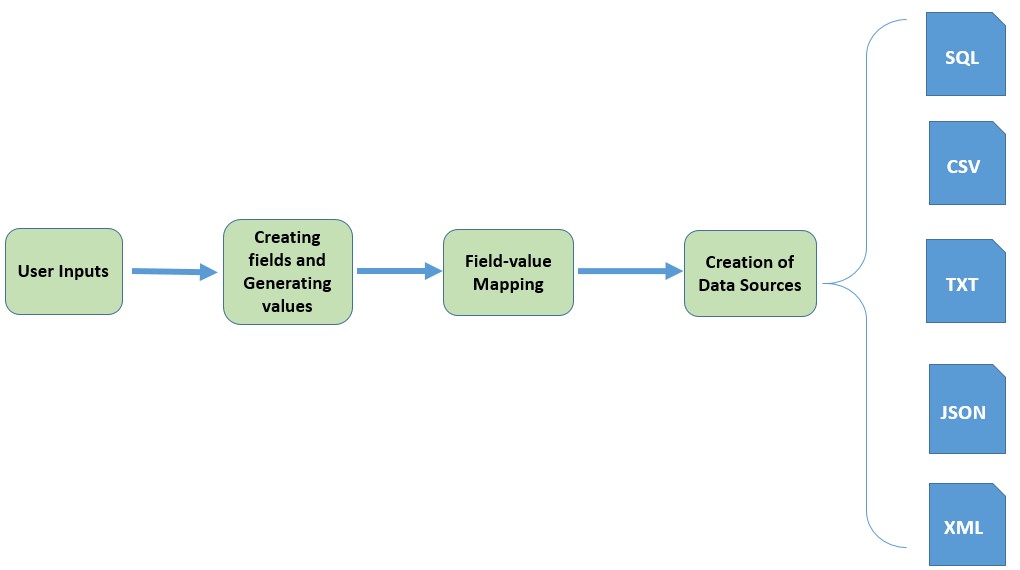 User Inputs
Creating
fields and
Generating
values
Field-value
Mapping
Creation of
Data Sources
SQL
CSV
TXT
JSON
XML